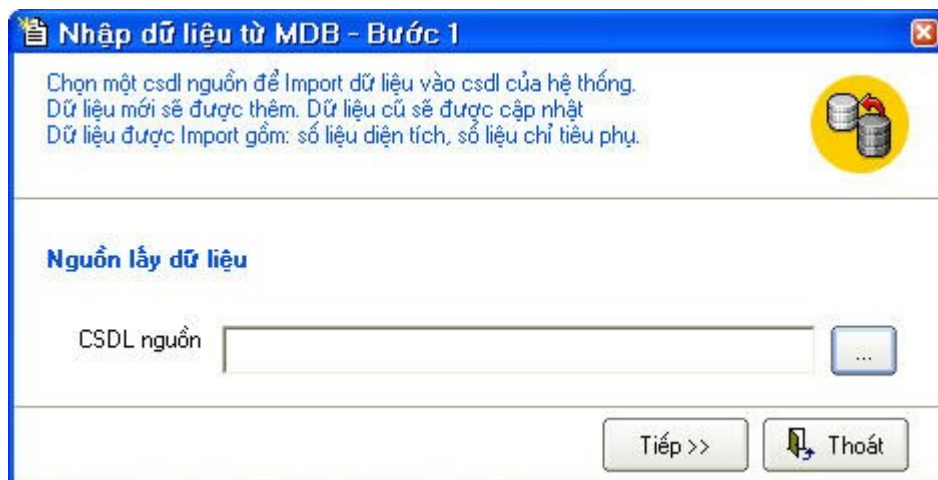 Nhập dữ liệu từ MDB - Bước 1
Chọn một csdl nguồn để Import dữ liệu vào csdl của hệ thống.
Dữ liệu mới sẽ được thêm. Dữ liệu cũ sẽ được cập nhật
Dữ liệu được Import gồm: số liệu diện tích, số liệu chỉ tiêu phụ.
Nguồn lấy dữ liệu
CSDL nguồn
...
Tiếp >>
Thoát